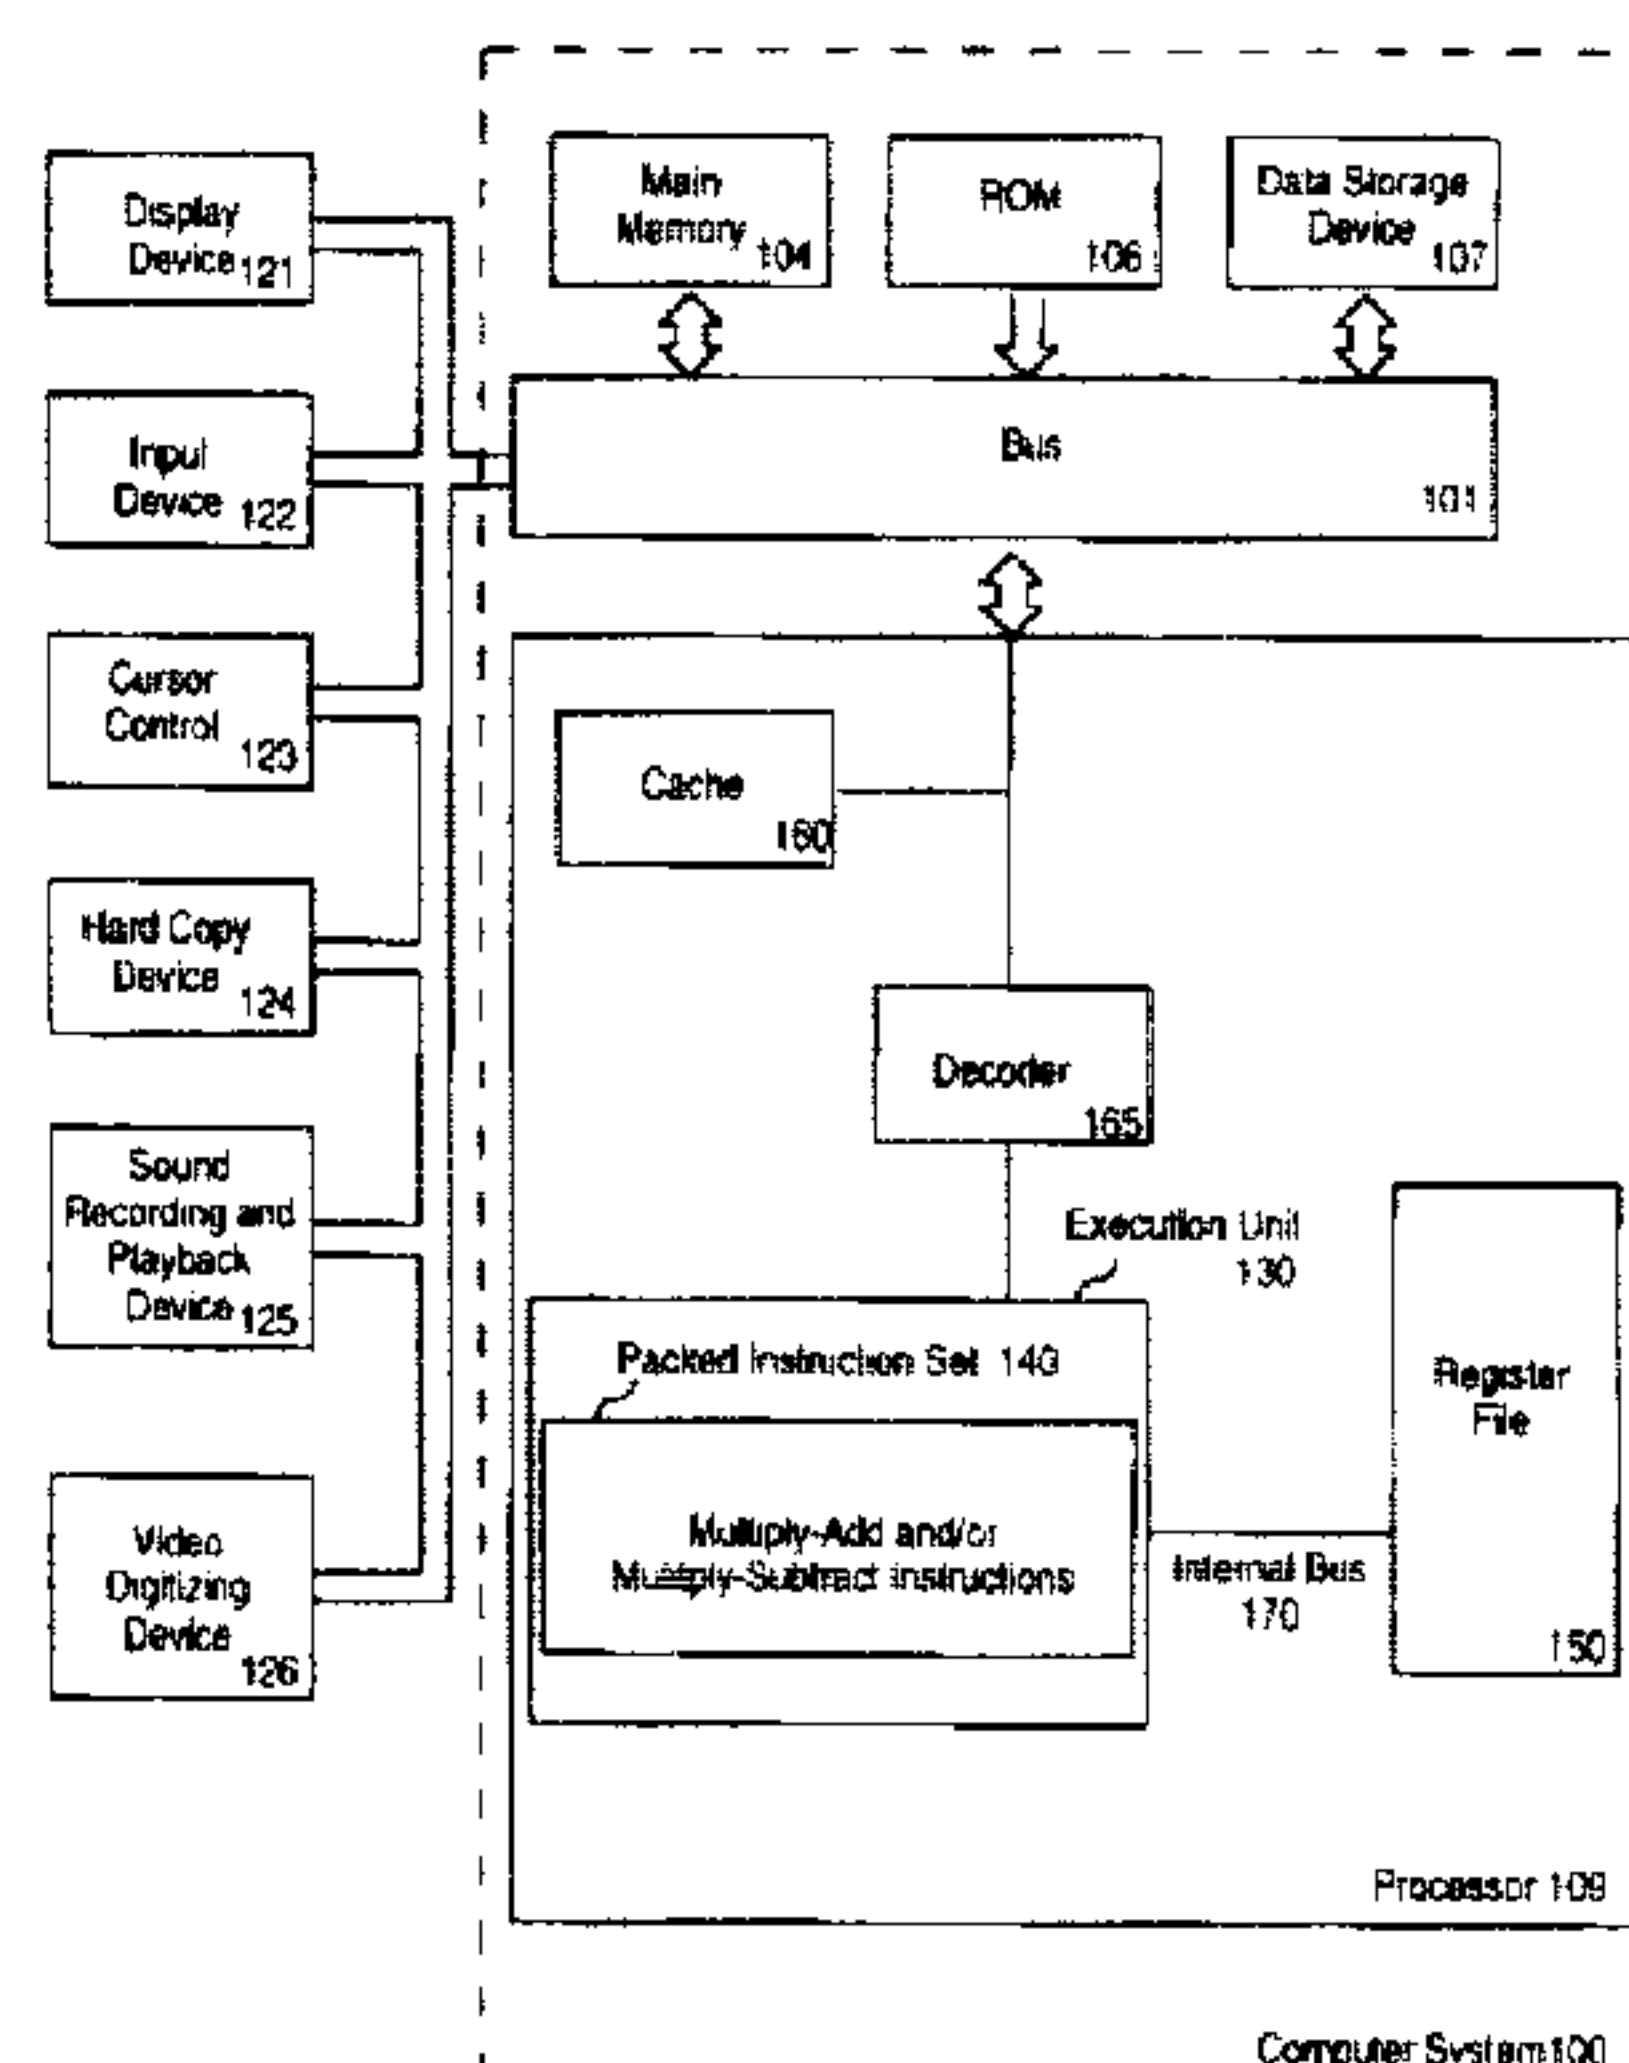 Display
Device 121
Input
Device 122
Cursor
Control
123
Hard Copy
Device
124
Sound
Recording and
Playback
Device 125
Video
Digitizing
Device
126
Main
Memory
104
ROM
106
Data Storage
Device
107
Bus
101
Cache
160
Decoder
165
Execution Unit
130
Packed Instruction Set 140
Multiply-Add and/or
Multiply-Subtract instructions
Internal Bus
170
Register
File
150
Processor 109
Computer System 100